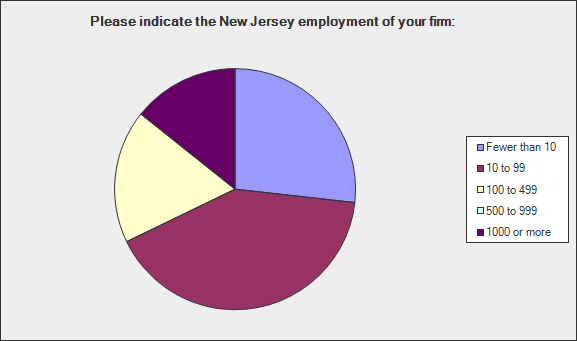 Please indicate the New Jersey employment of your firm:
Fewer than 10
10 to 99
100 to 499
500 to 999
1000 or more